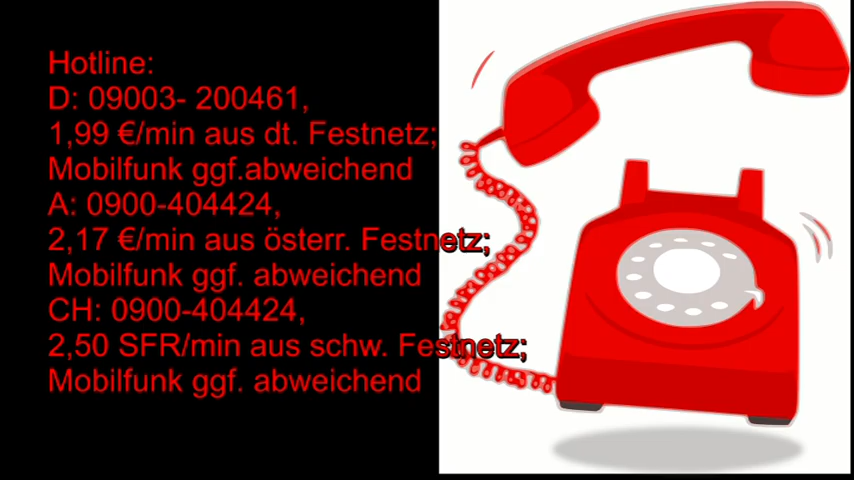 Hotline:
D: 09003- 200461,
1,99 €/min aus dt. Festnetz;
Mobilfunk ggf.abweichend
A: 0900-404424,
2,17 €/min aus österr. Festnetz;
Mobilfunk ggf. abweichend
CH: 0900-404424,
2,50 SFR/min aus schw. Festnetz;
Mobilfunk ggf. abweichend